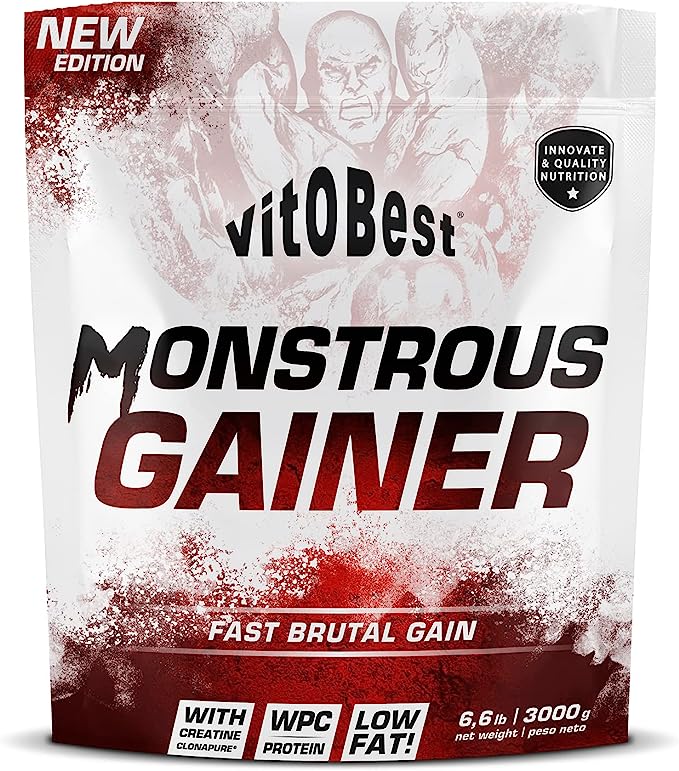 NEW
EDITION
INNOVATE
& QUALITY
NUTRITION
VitOBest®
MONSTROUS
GAINER
FAST BRUTAL GAIN
WITH
CREATINE
CLONAPURE®
WPC
PROTEIN
LOW
FAT!
6,6 lb | 3000 g
net weight | peso neto